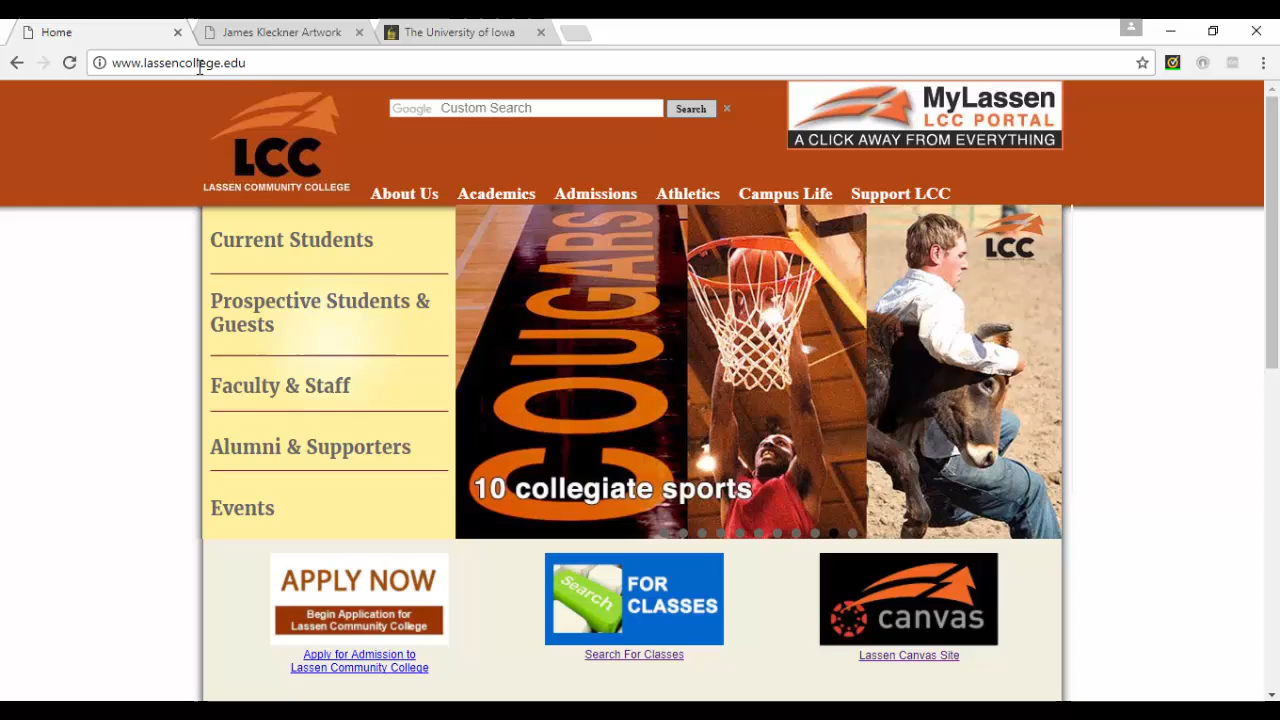 Home
James Kleckner Artwork
The University of Iowa
www.lassencollege.edu
LCC
LASSEN COMMUNITY COLLEGE
Google Custom Search
Search
MyLassen
LCC PORTAL
A CLICK AWAY FROM EVERYTHING
About Us Academics Admissions Athletics Campus Life Support LCC
Current Students
Prospective Students &
Guests
Faculty & Staff
Alumni & Supporters
Events
COUGARS
10 collegiate sports
LCC
APPLY NOW
Begin Application for
Lassen Community College
Apply for Admission to
Lassen Community College
Search
FOR
CLASSES
Search For Classes
canvas
Lassen Canvas Site